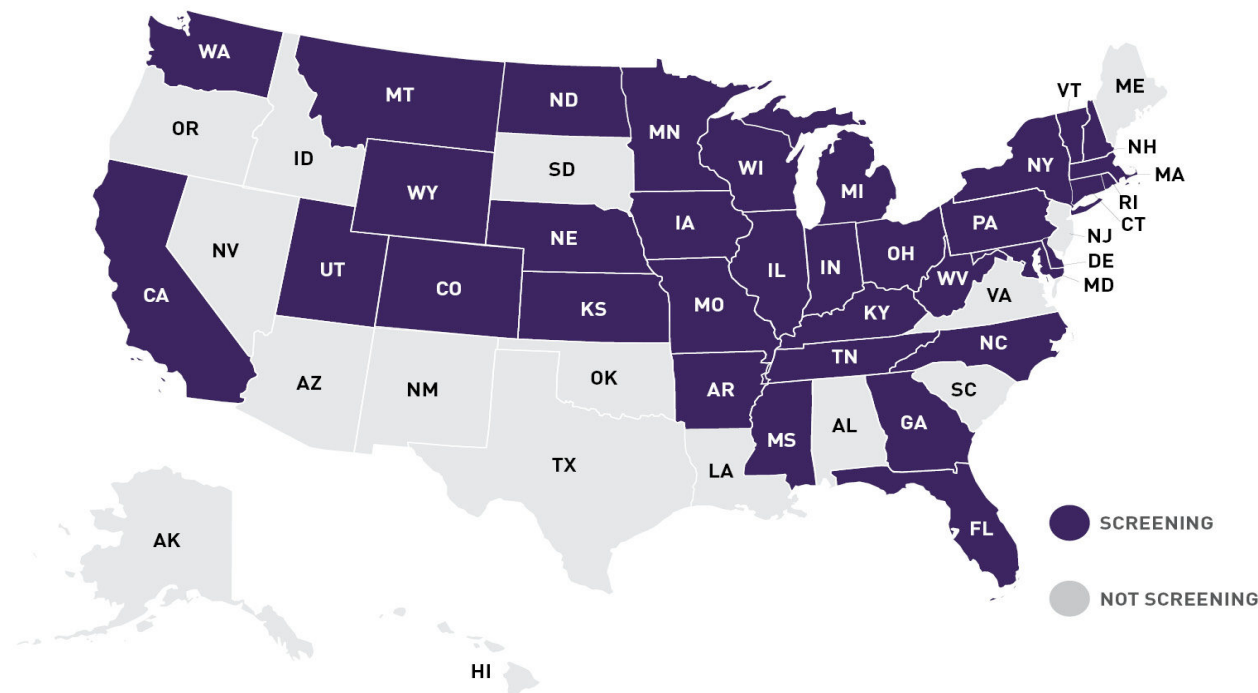 WA
MT
ND
MN
VT
ME
OR
ID
SD
WI
NY
NH
MA
WY
MI
RI
CT
IA
PA
NJ
NE
NV
UT
IL
IN
OH
DE
CA
CO
WV
MD
KS
MO
VA
KY
NC
TN
AZ
NM
OK
AR
SC
MS
AL
GA
TX
LA
SCREENING
FL
AK
NOT SCREENING
HI